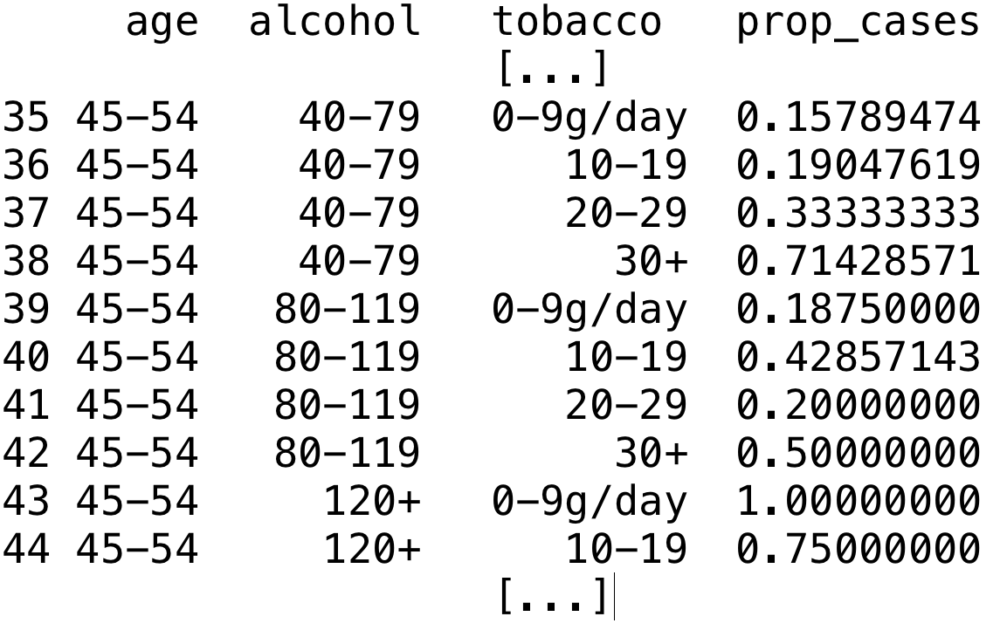 age alcohol tobacco prop_cases
[...]
35 45-54 40-79 0-9g/day 0.15789474
36 45-54 40-79 10-19 0.19047619
37 45-54 40-79 20-29 0.33333333
38 45-54 40-79 30+ 0.71428571
39 45-54 80-119 0-9g/day 0.18750000
40 45-54 80-119 10-19 0.42857143
41 45-54 80-119 20-29 0.20000000
42 45-54 80-119 30+ 0.50000000
43 45-54 120+ 0-9g/day 1.00000000
44 45-54 120+ 10-19 0.75000000
[...]